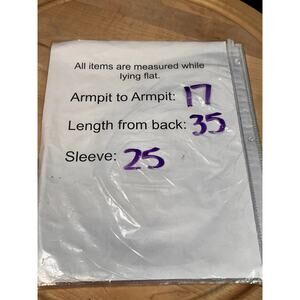 All items are measured while
lying flat.
Armpit to Armpit: 17
Length from back: 35
Sleeve: 25